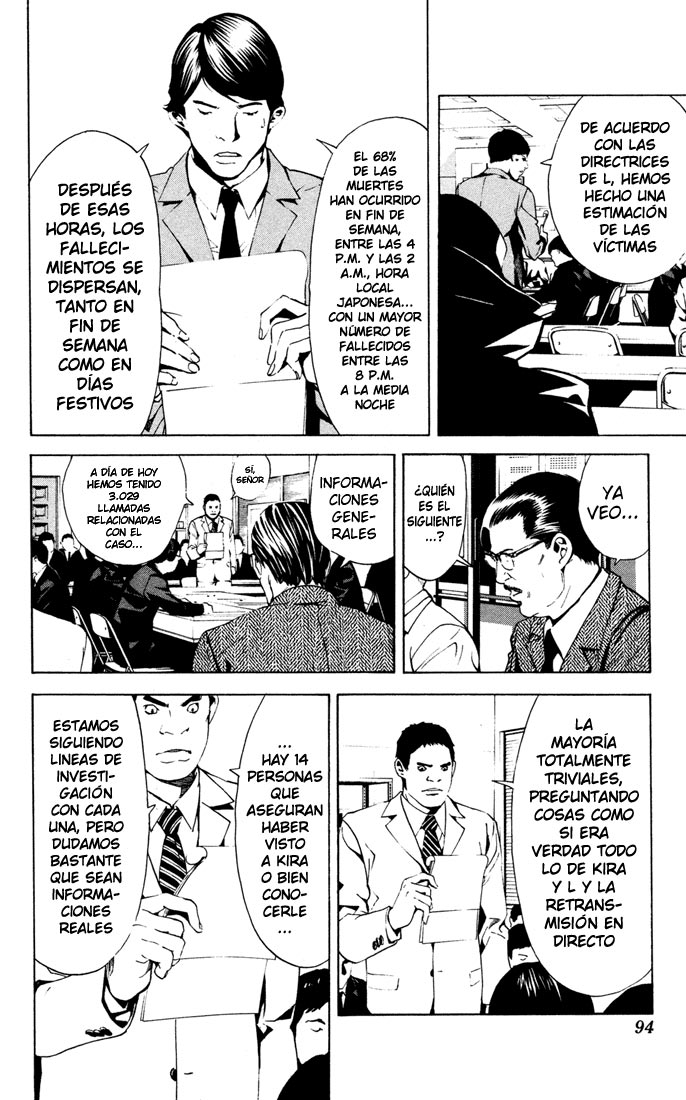 DE ACUERDO
CON LAS
DIRECTRICES
DE L, HEMOS
HECHO UNA
ESTIMACIÓN
DE LAS
VÍCTIMAS
EL 68%
DE LAS
MUERTES
HAN OCURRIDO
EN FIN DE
SEMANA,
ENTRE LAS 4
P.M. Y LAS 2
A.M., HORA
LOCAL
JAPONESA...
CON UN MAYOR
NÚMERO DE
FALLECIDOS
ENTRE LAS
8 P.M.
A LA MEDIA
NOCHE
DESPUÉS
DE ESAS
HORAS, LOS
FALLECI-
MIENTOS SE
DISPERSAN,
TANTO EN
FIN DE
SEMANA
COMO EN
DÍAS
FESTIVOS
YA
VEO...
¿QUIÉN
ES EL
SIGUIENTE
...?
INFORMA-
CIONES
GENE-
RALES
SÍ,
SEÑOR
A DÍA DE HOY
HEMOS TENIDO
3.029
LLAMADAS
RELACIONADAS
CON EL
CASO...
LA
MAYORÍA
TOTALMENTE
TRIVIALES,
PREGUNTANDO
COSAS COMO
SI ERA
VERDAD TODO
LO DE KIRA
Y L Y LA
RETRANS-
MISIÓN EN
DIRECTO
...
HAY 14
PERSONAS
QUE
ASEGURAN
HABER
VISTO
A KIRA
O BIEN
CONO-
CERLE
...
ESTAMOS
SIGUIENDO
LINEAS DE
INVESTI-
GACIÓN
CON CADA
UNA, PERO
DUDAMOS
BASTANTE
QUE SEAN
INFORMA-
CIONES
REALES
94